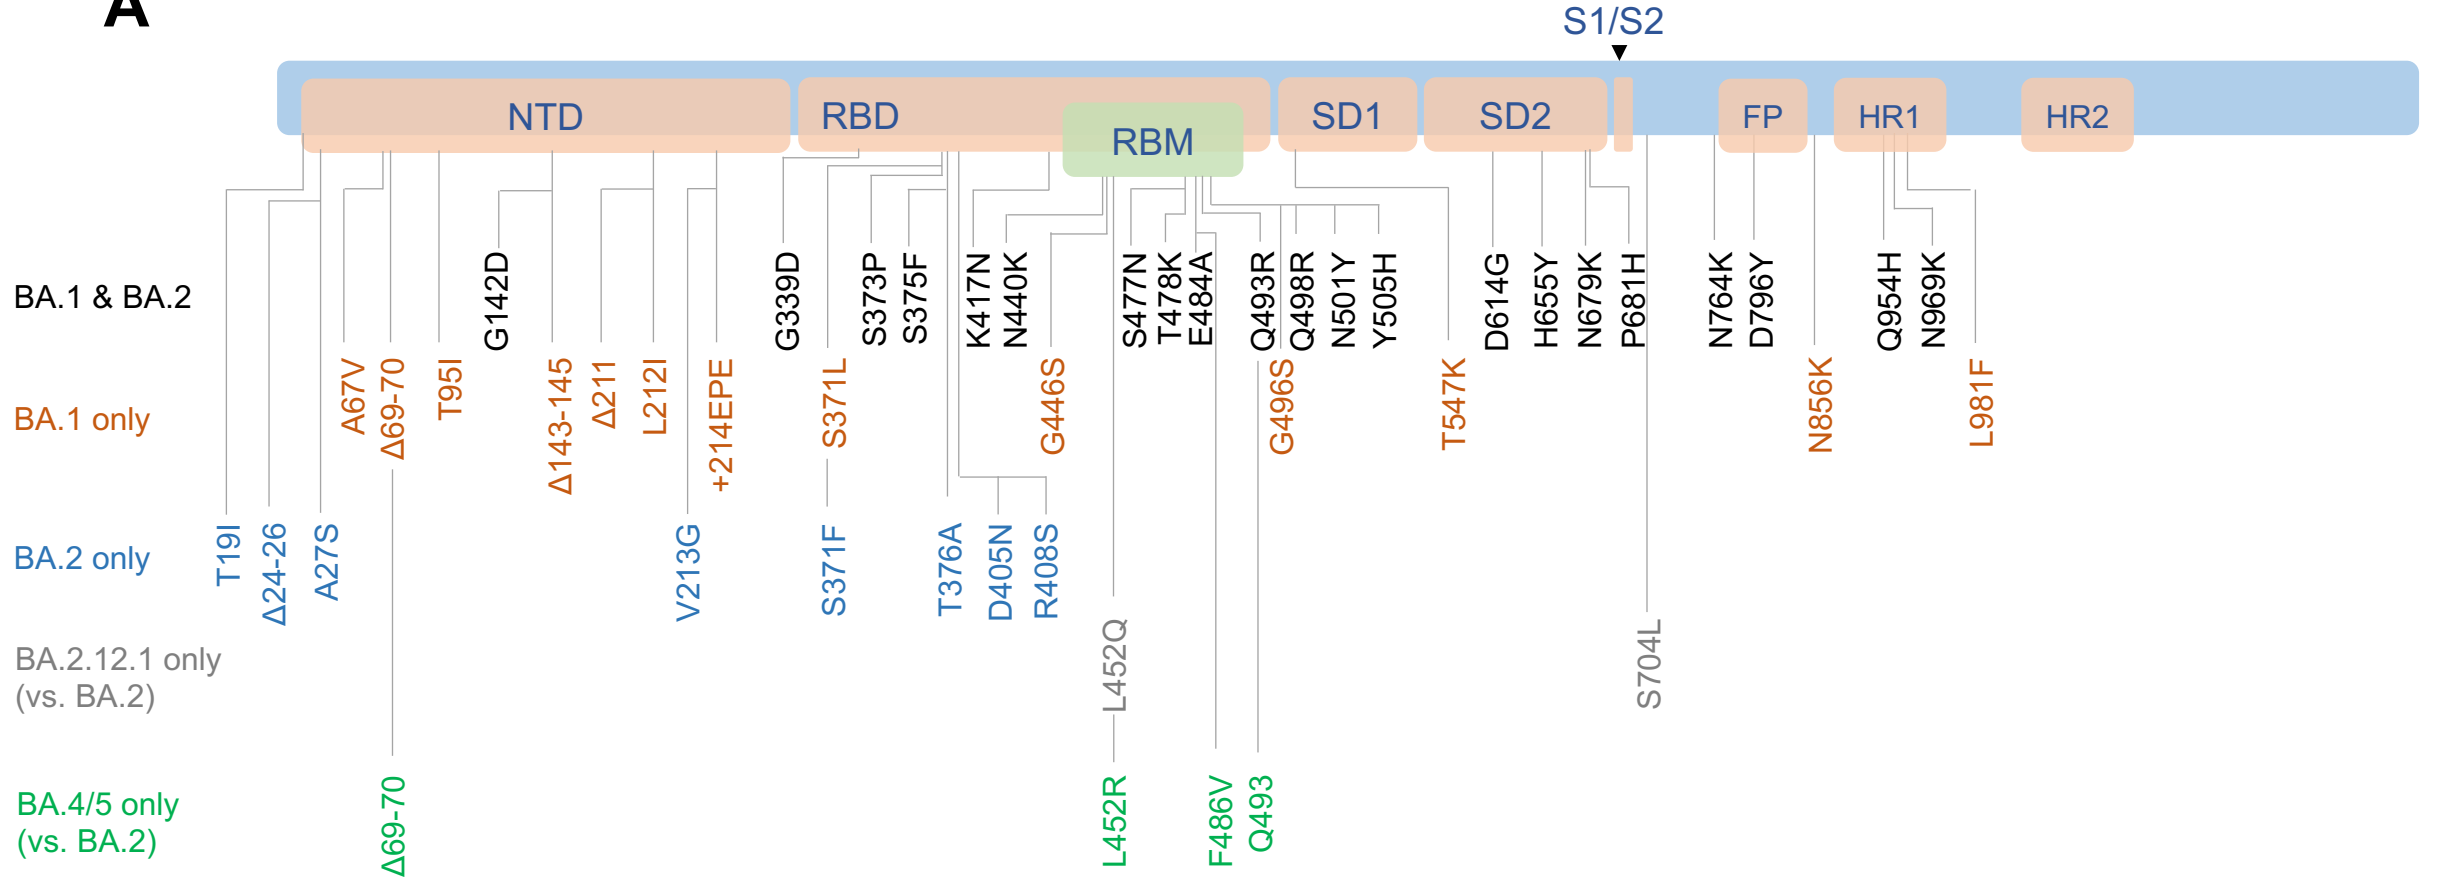 A
S1/S2
NTD
RBD
RBM
SD1
SD2
FP
HR1
HR2
BA.1 & BA.2
G142D
G339D
S373P
S375F
K417N
N440K
S477N
T478K
E484A
Q493R
Q498R
N501Y
Y505H
D614G
H655Y
N679K
P681H
N764K
D796Y
Q954H
N969K
BA.1 only
A67V
Δ69-70
T95I
Δ143-145
Δ211
L212I
+214EPE
S371L
G446S
G496S
T547K
N856K
L981F
BA.2 only
T19I
Δ24-26
A27S
V213G
S371F
T376A
D405N
R408S
BA.2.12.1 only
(vs. BA.2)
L452Q
S704L
BA.4/5 only
(vs. BA.2)
Δ69-70
L452R
F486V
Q493